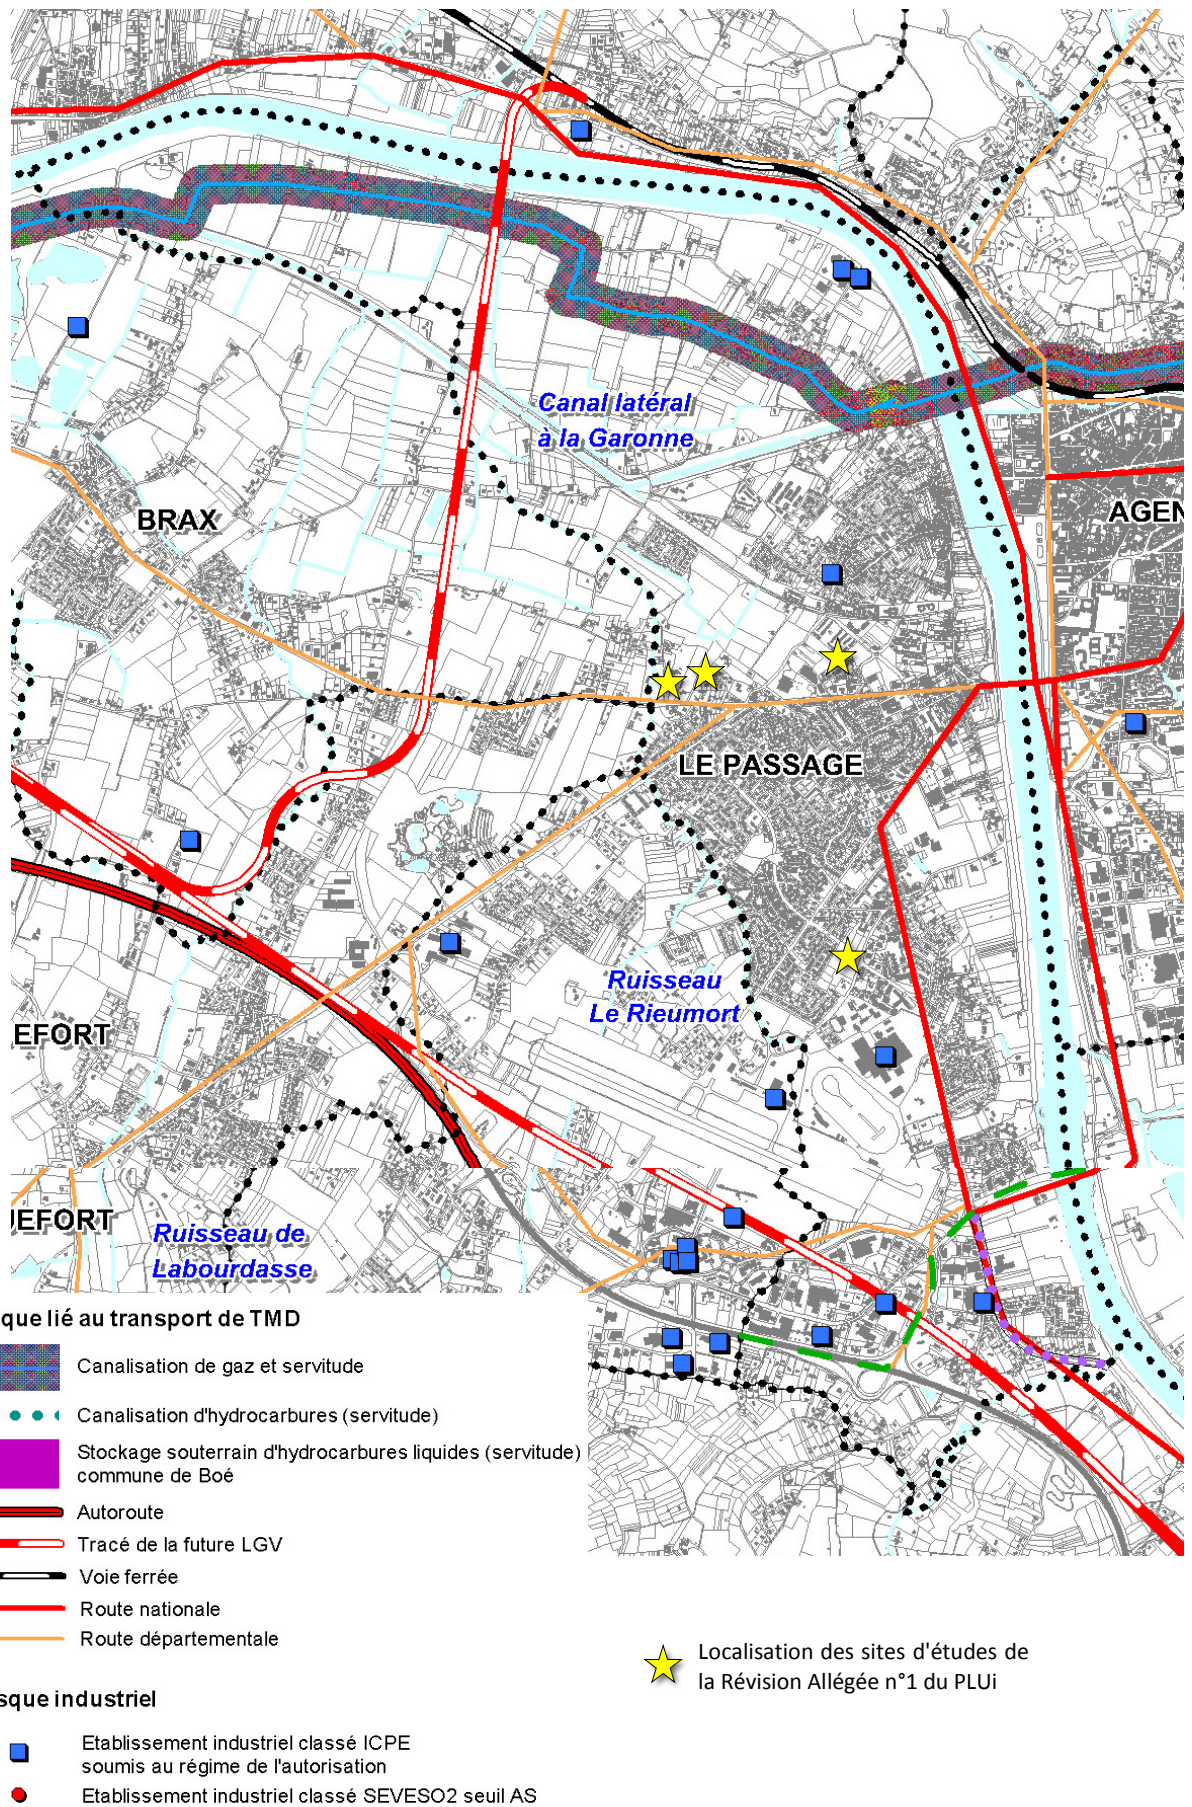 Canal latéral
à la Garonne
BRAX
AGEN
LE PASSAGE
Ruisseau
Le Rieumort
EFORT
JEFORT
Ruisseau de
Labourdasse
que lié au transport de TMD
Canalisation de gaz et servitude
Canalisation d'hydrocarbures (servitude)
Stockage souterrain d'hydrocarbures liquides (servitude)
commune de Boé
Autoroute
Tracé de la future LGV
Voie ferrée
Route nationale
Route départementale
Localisation des sites d'études de
la Révision Allégée n°1 du PLUi
sque industriel
Etablissement industriel classé ICPE
soumis au régime de l'autorisation
Etablissement industriel classé SEVESO2 seuil AS